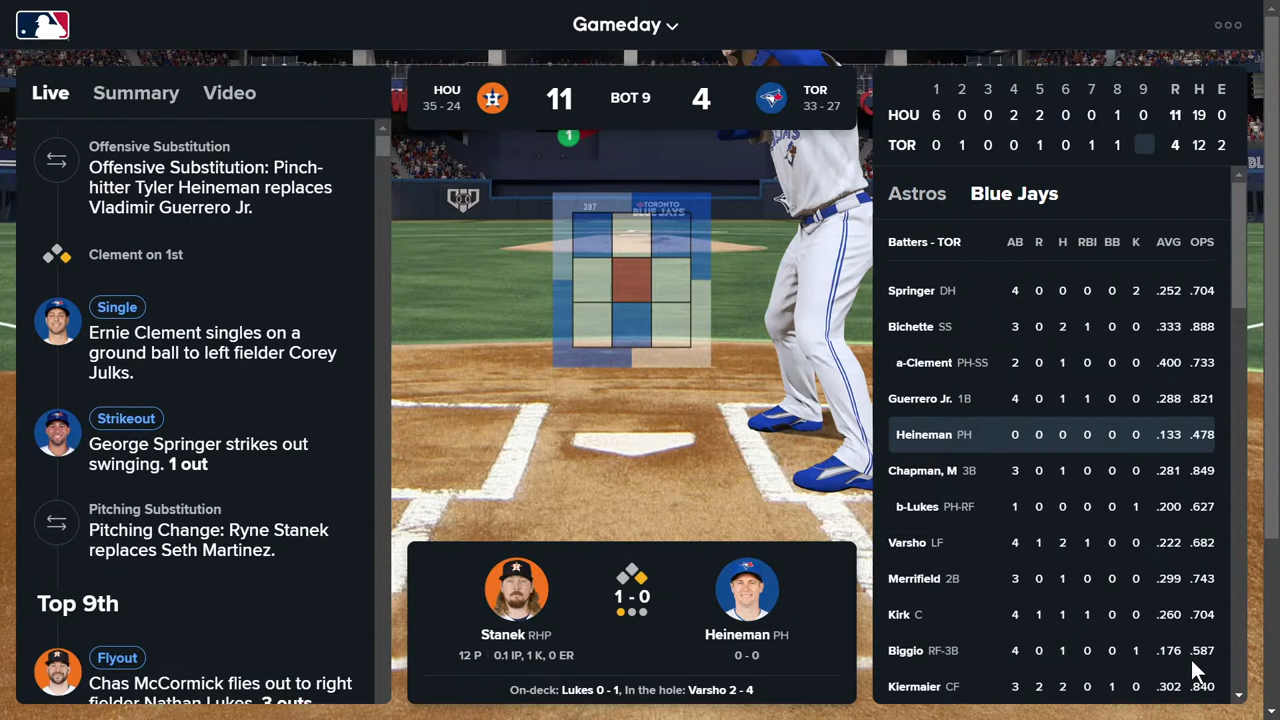 Gameday
Live Summary Video
Offensive Substitution
Offensive Substitution: Pinch-
hitter Tyler Heineman replaces
Vladimir Guerrero Jr.
Clement on 1st
Single
Ernie Clement singles on a
ground ball to left fielder Corey
Julks.
Strikeout
George Springer strikes out
swinging. 1 out
Pitching Substitution
Pitching Change: Ryne Stanek
replaces Seth Martinez.
Top 9th
Flyout
Chas McCormick flies out to right
fielder Nathan Lukes. 3 outs
HOU 11 BOT 9 4 TOR
35 - 24 33 - 27
1
397
TORONTO
BLUE JAYS
JAYS
Stanek RHP
12 P 0.1 IP, 1 K, 0 ER
1 - 0
Heineman PH
0 - 0
On-deck: Lukes 0 - 1, In the hole: Varsho 2 - 4
1 2 3 4 5 6 7 8 9 R H E
HOU 6 0 0 2 2 0 0 1 0 11 19 0
TOR 0 1 0 0 1 0 1 1 4 12 2
Astros Blue Jays
Batters - TOR AB R H RBI BB K AVG OPS
Springer DH 4 0 0 0 0 2 .252 .704
Bichette SS 3 0 2 1 0 0 .333 .888
a-Clement PH-SS 2 0 1 0 0 0 .400 .733
Guerrero Jr. 1B 4 0 1 1 0 0 .288 .821
Heineman PH 0 0 0 0 0 0 .133 .478
Chapman, M 3B 3 0 1 0 0 0 .281 .849
b-Lukes PH-RF 1 0 0 0 0 1 .200 .627
Varsho LF 4 1 2 1 0 0 .222 .682
Merrifield 2B 3 0 1 0 0 0 .299 .743
Kirk C 4 1 1 1 0 0 .260 .704
Biggio RF-3B 4 0 1 0 0 1 .176 .587
Kiermaier CF 3 2 2 0 1 0 .302 .840